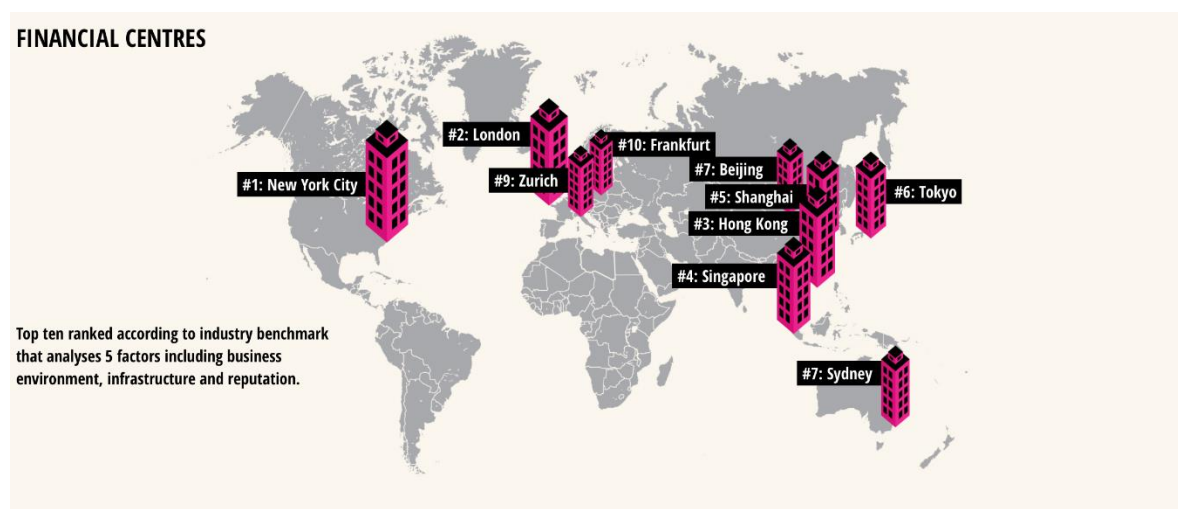 FINANCIAL CENTRES
#2: London
#10: Frankfurt
#7: Beijing
#9: Zurich
#1: New York City
#5: Shanghai
#6: Tokyo
#3: Hong Kong
#4: Singapore
Top ten ranked according to industry benchmark
that analyses 5 factors including business
environment, infrastructure and reputation.
#7: Sydney